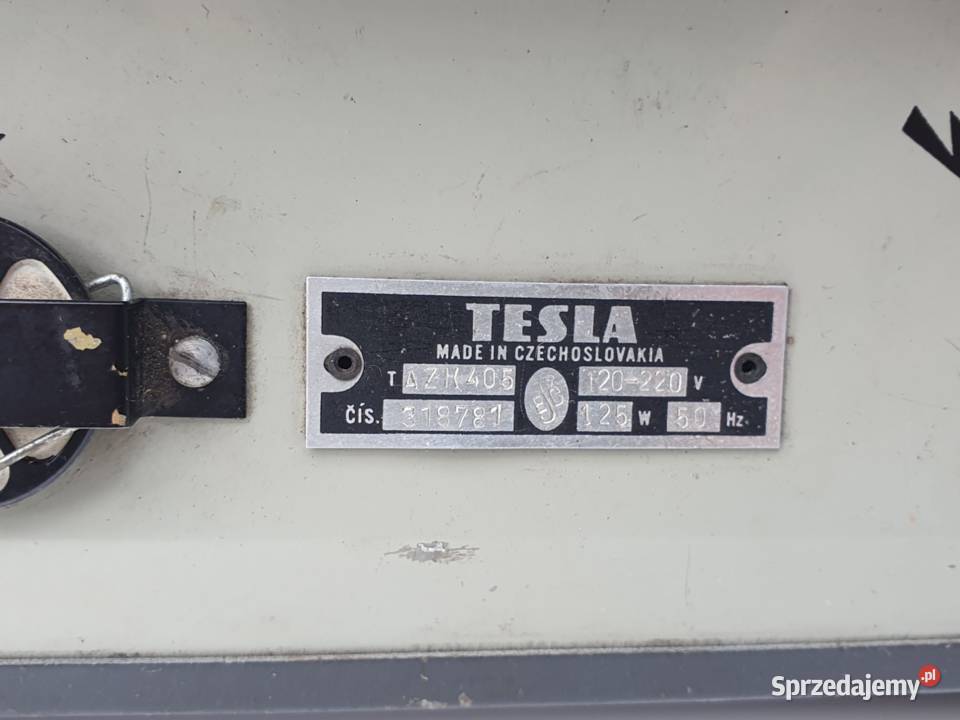 TESLA
MADE IN CZECHOSLOVAKIA
T AZK405 120-220 V
ČÍS. 318781 125 W 50 Hz
Sprzedajemy.pl